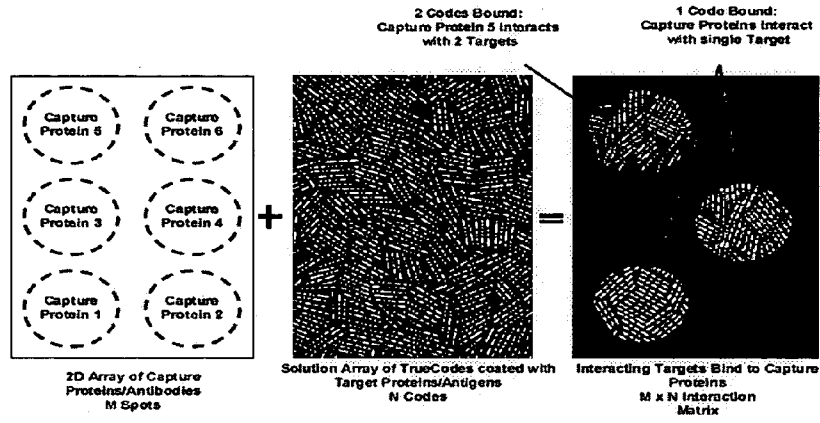 2 Codes Bound:
Capture Protein 5 Interacts
with 2 Targets
1 Code Bound:
Capture Proteins Interact
with single Target
Capture
Protein 5
Capture
Protein 6
Capture
Protein 3
Capture
Protein 4
Capture
Protein 1
Capture
Protein 2
+
=
2D Array of Capture
Proteins/Antibodies
M Spots
Solution Array of TrueCodes coated with
Target Proteins/Antigens
N Codes
Interacting Targets Bind to Capture
Proteins
M x N Interaction
Matrix